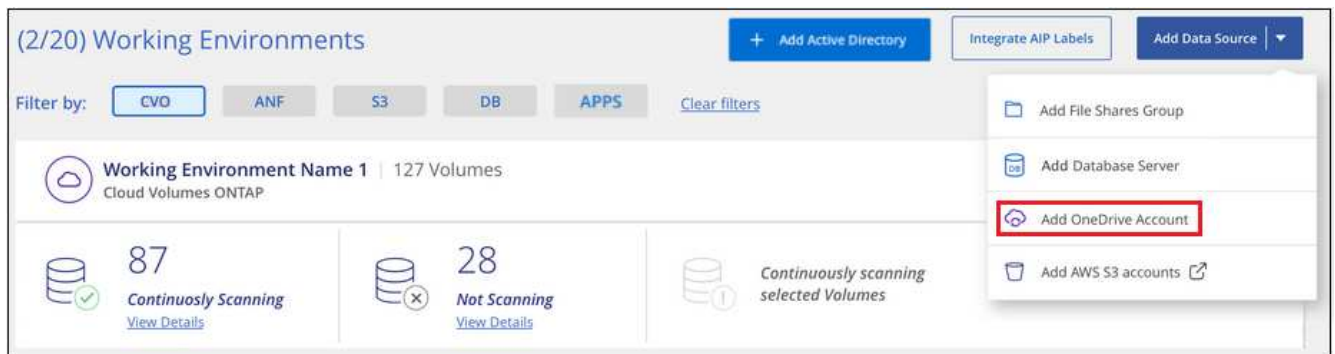 (2/20) Working Environments
+ Add Active Directory
Integrate AIP Labels
Add Data Source
Filter by:
CVO
ANF
S3
DB
APPS
Clear filters
Add File Shares Group
DB
Add Database Server
Add OneDrive Account
Add AWS S3 accounts
Working Environment Name 1 | 127 Volumes
Cloud Volumes ONTAP
87
Continuosly Scanning
View Details
28
Not Scanning
View Details
Continuously scanning
selected Volumes